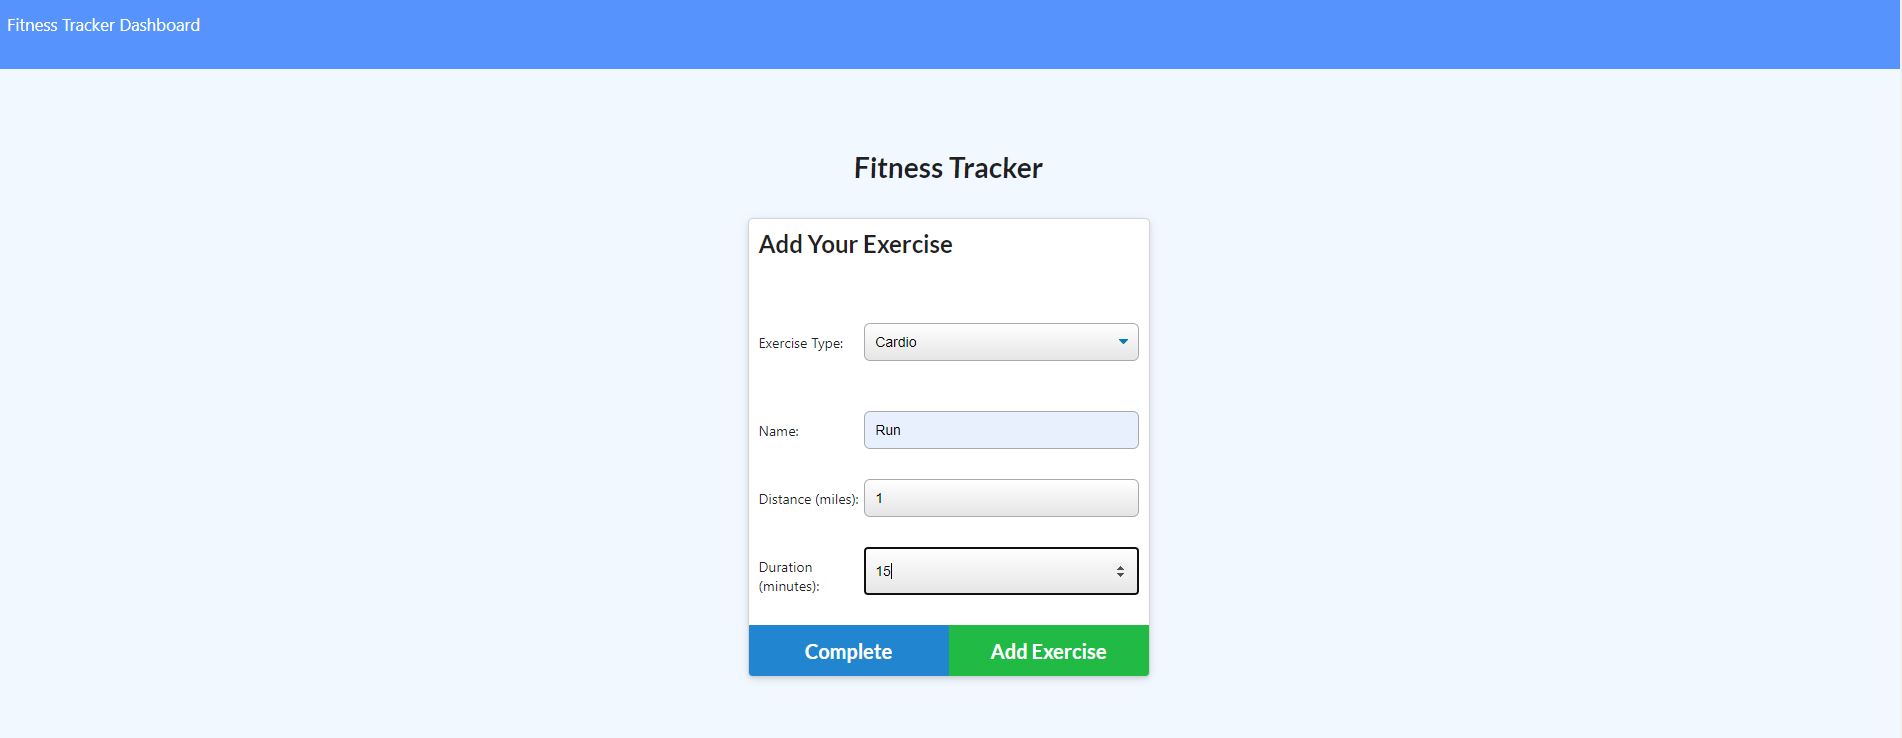 Fitness Tracker Dashboard
Fitness Tracker
Add Your Exercise
Exercise Type: Cardio
Name: Run
Distance (miles): 1
Duration
(minutes): 15
Complete Add Exercise